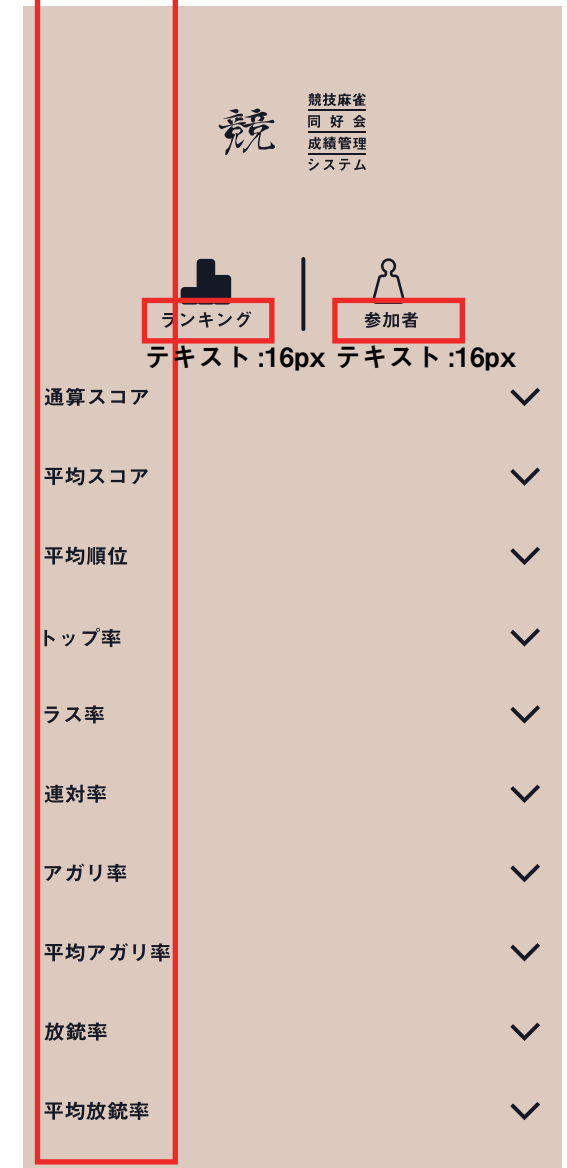 競
競技麻雀
同好会
成績管理
システム
ランキング
参加者
テキスト:16px テキスト:16px
通算スコア
平均スコア
平均順位
トップ率
ラス率
連対率
アガリ率
平均アガリ率
放銃率
平均放銃率